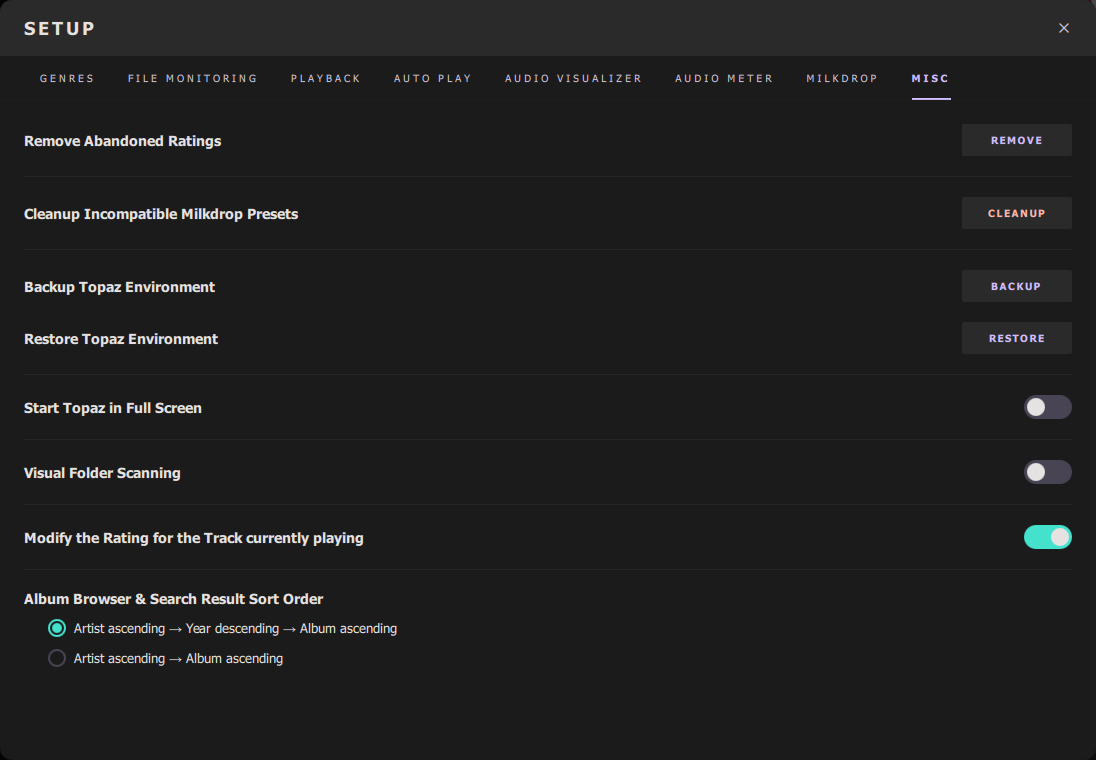 SETUP
GENRES FILE MONITORING PLAYBACK AUTO PLAY AUDIO VISUALIZER AUDIO METER MILKDROP MISC
Remove Abandoned Ratings REMOVE
Cleanup Incompatible Milkdrop Presets CLEANUP
Backup Topaz Environment BACKUP
Restore Topaz Environment RESTORE
Start Topaz in Full Screen
Visual Folder Scanning
Modify the Rating for the Track currently playing
Album Browser & Search Result Sort Order
Artist ascending → Year descending → Album ascending
Artist ascending → Album ascending